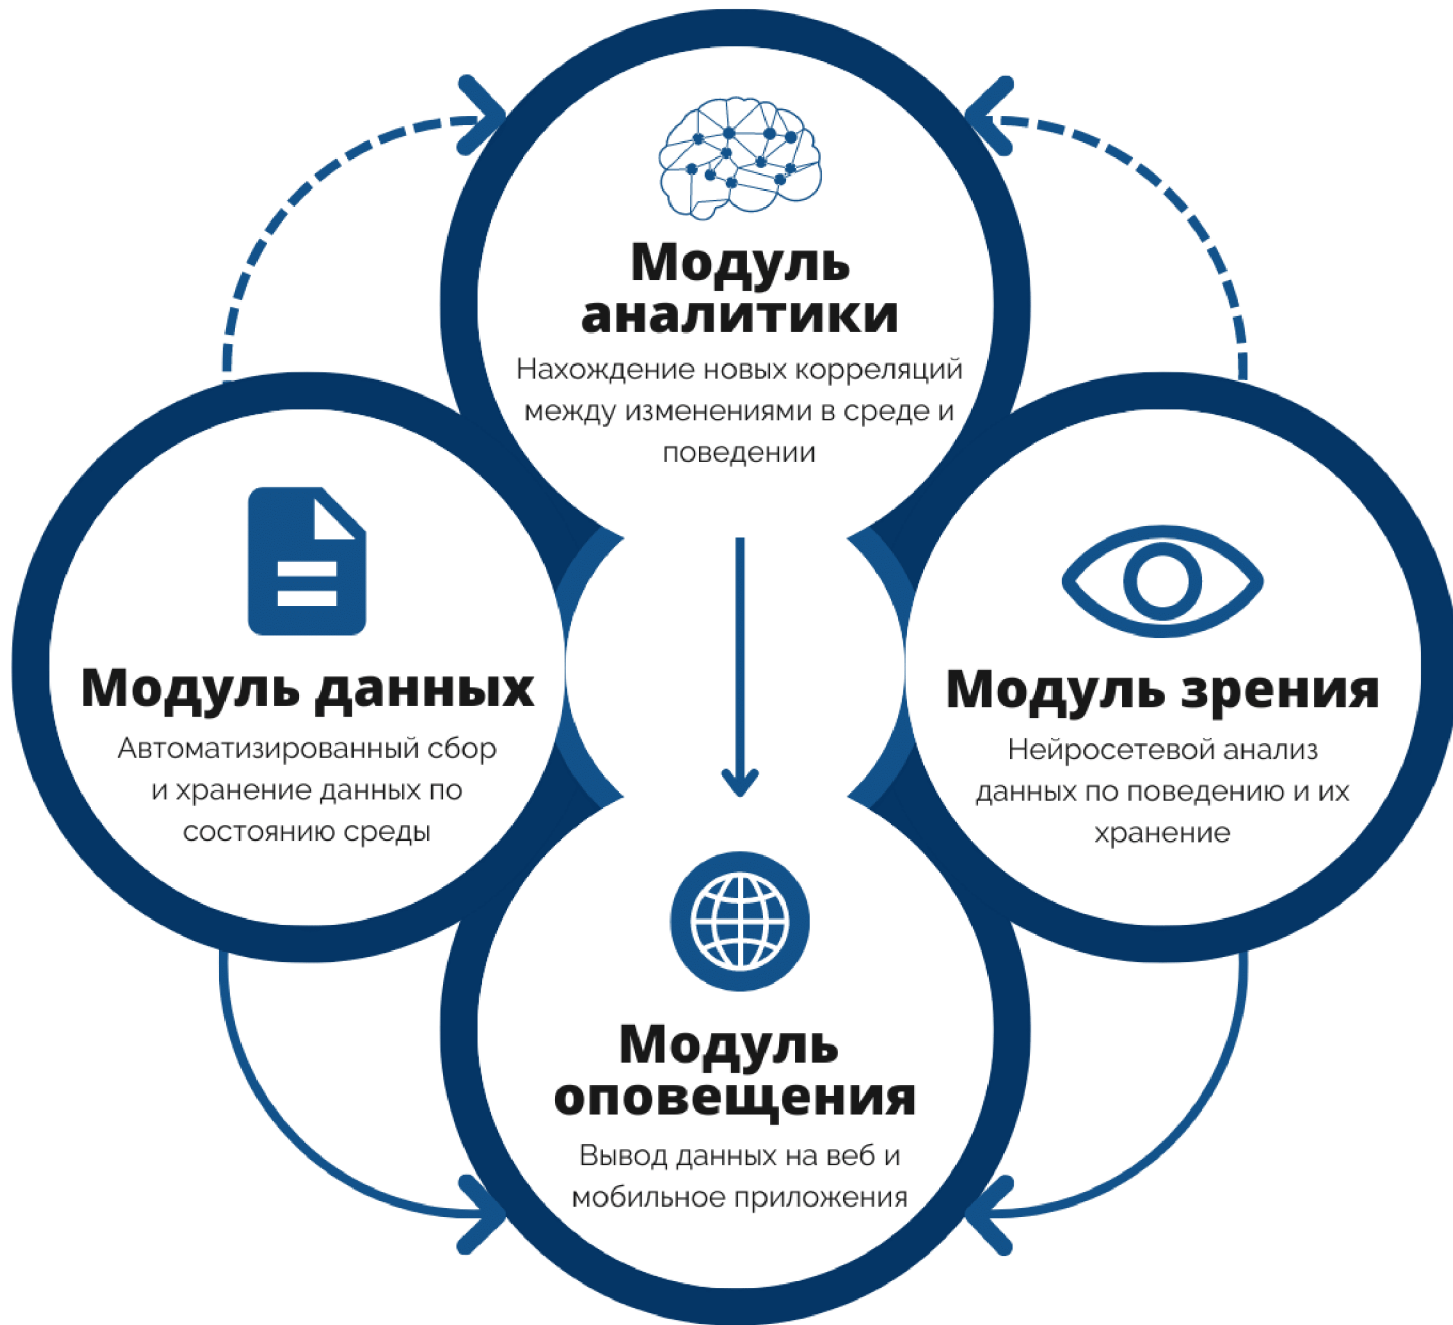 Модуль
аналитики
Нахождение новых корреляций
между изменениями в среде и
поведении
Модуль данных
Автоматизированный сбор
и хранение данных по
состоянию среды
Модуль зрения
Нейросетевой анализ
данных по поведению и их
хранение
Модуль
оповещения
Вывод данных на веб и
мобильное приложения